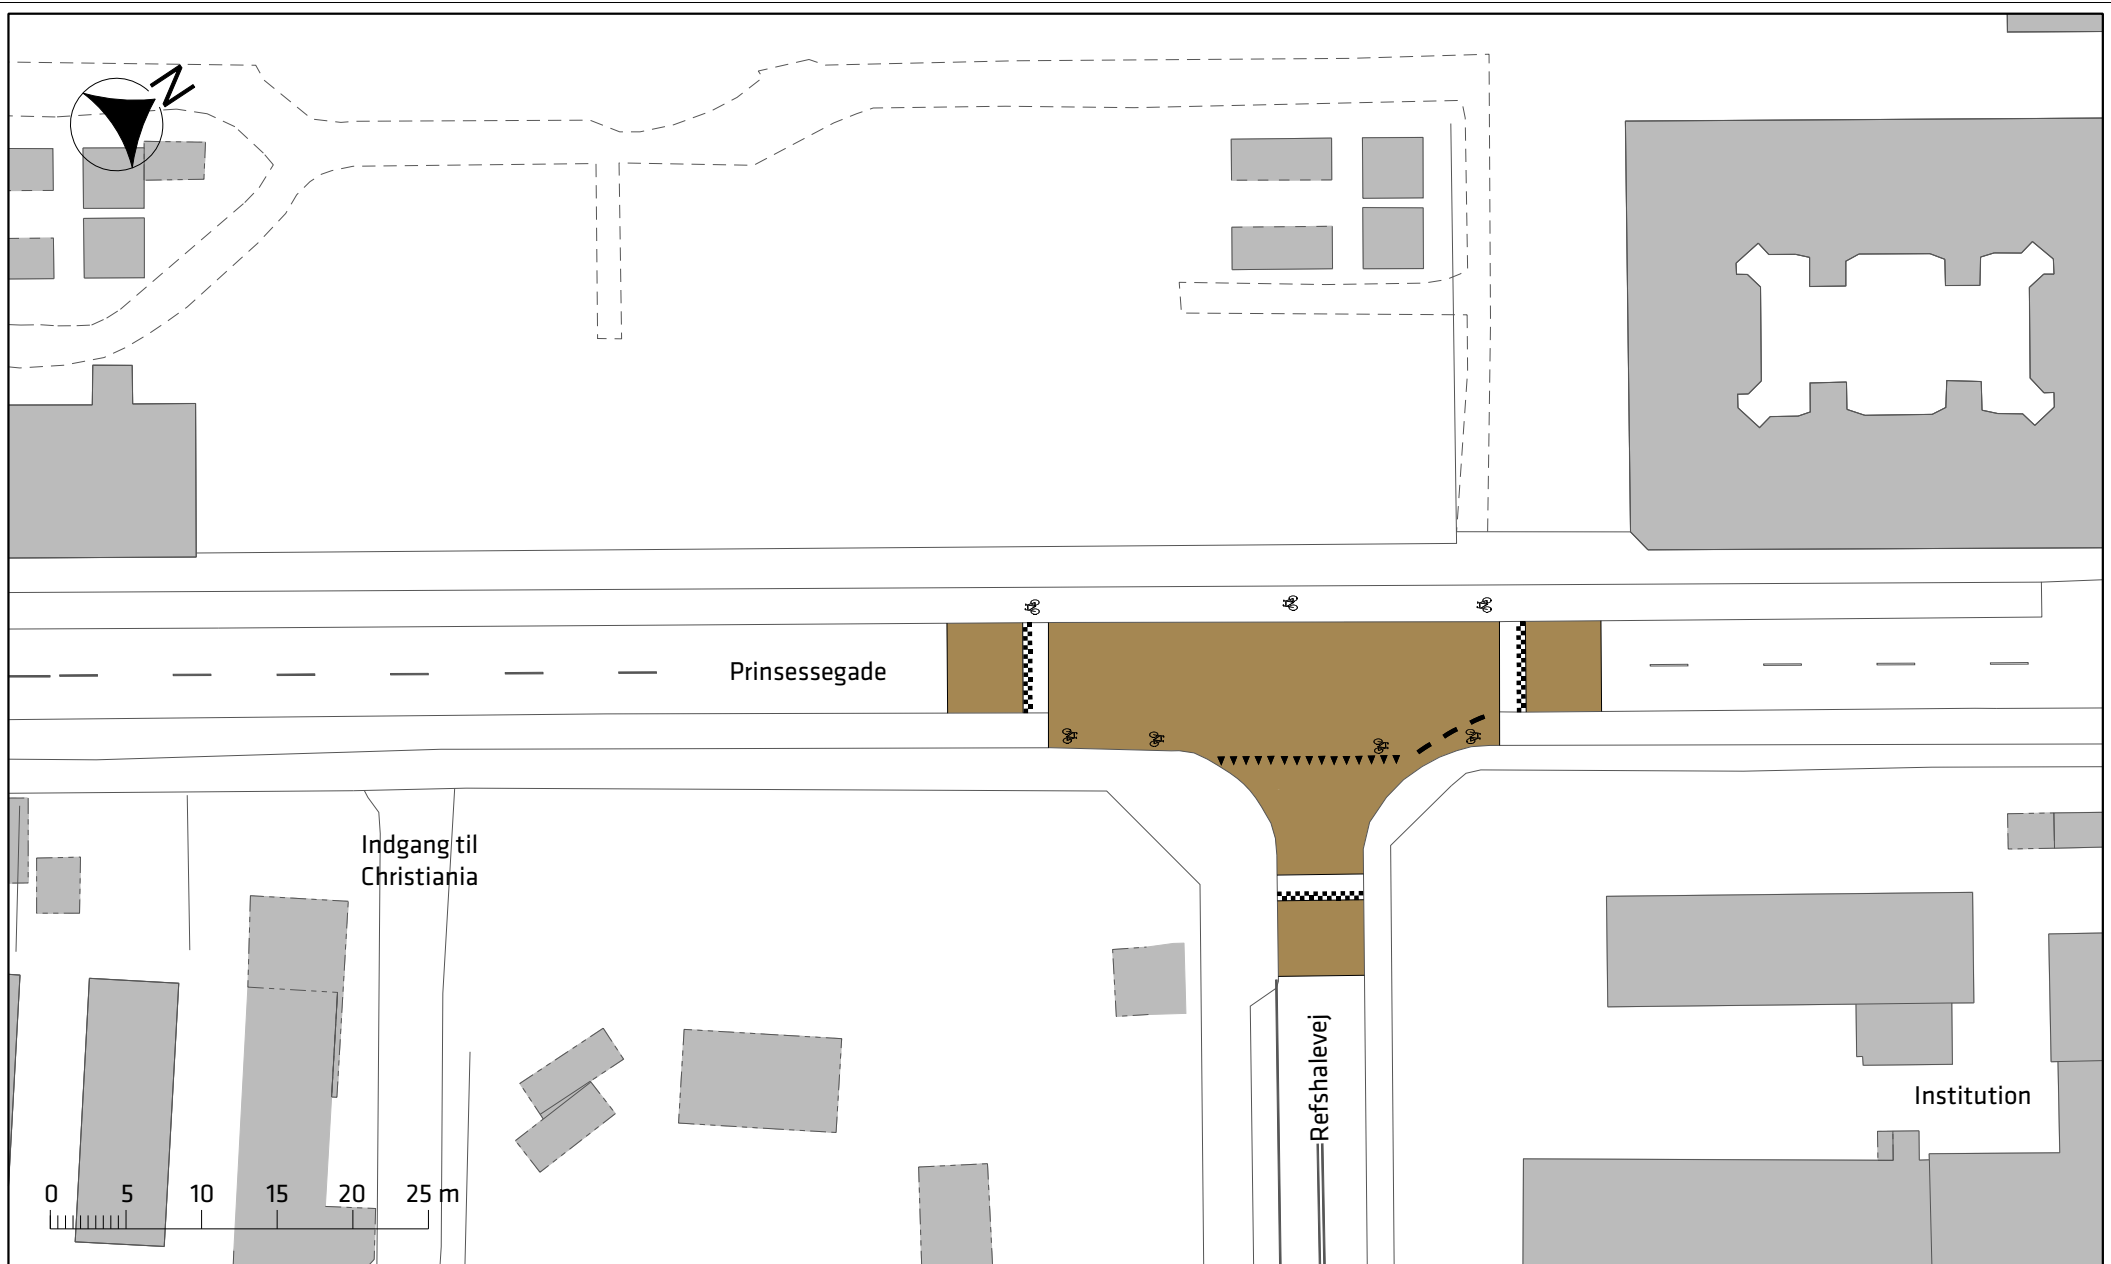 N
Prinsessegade
Indgang til
Christiania
Refshalevej
Institution
0 5 10 15 20 25 m